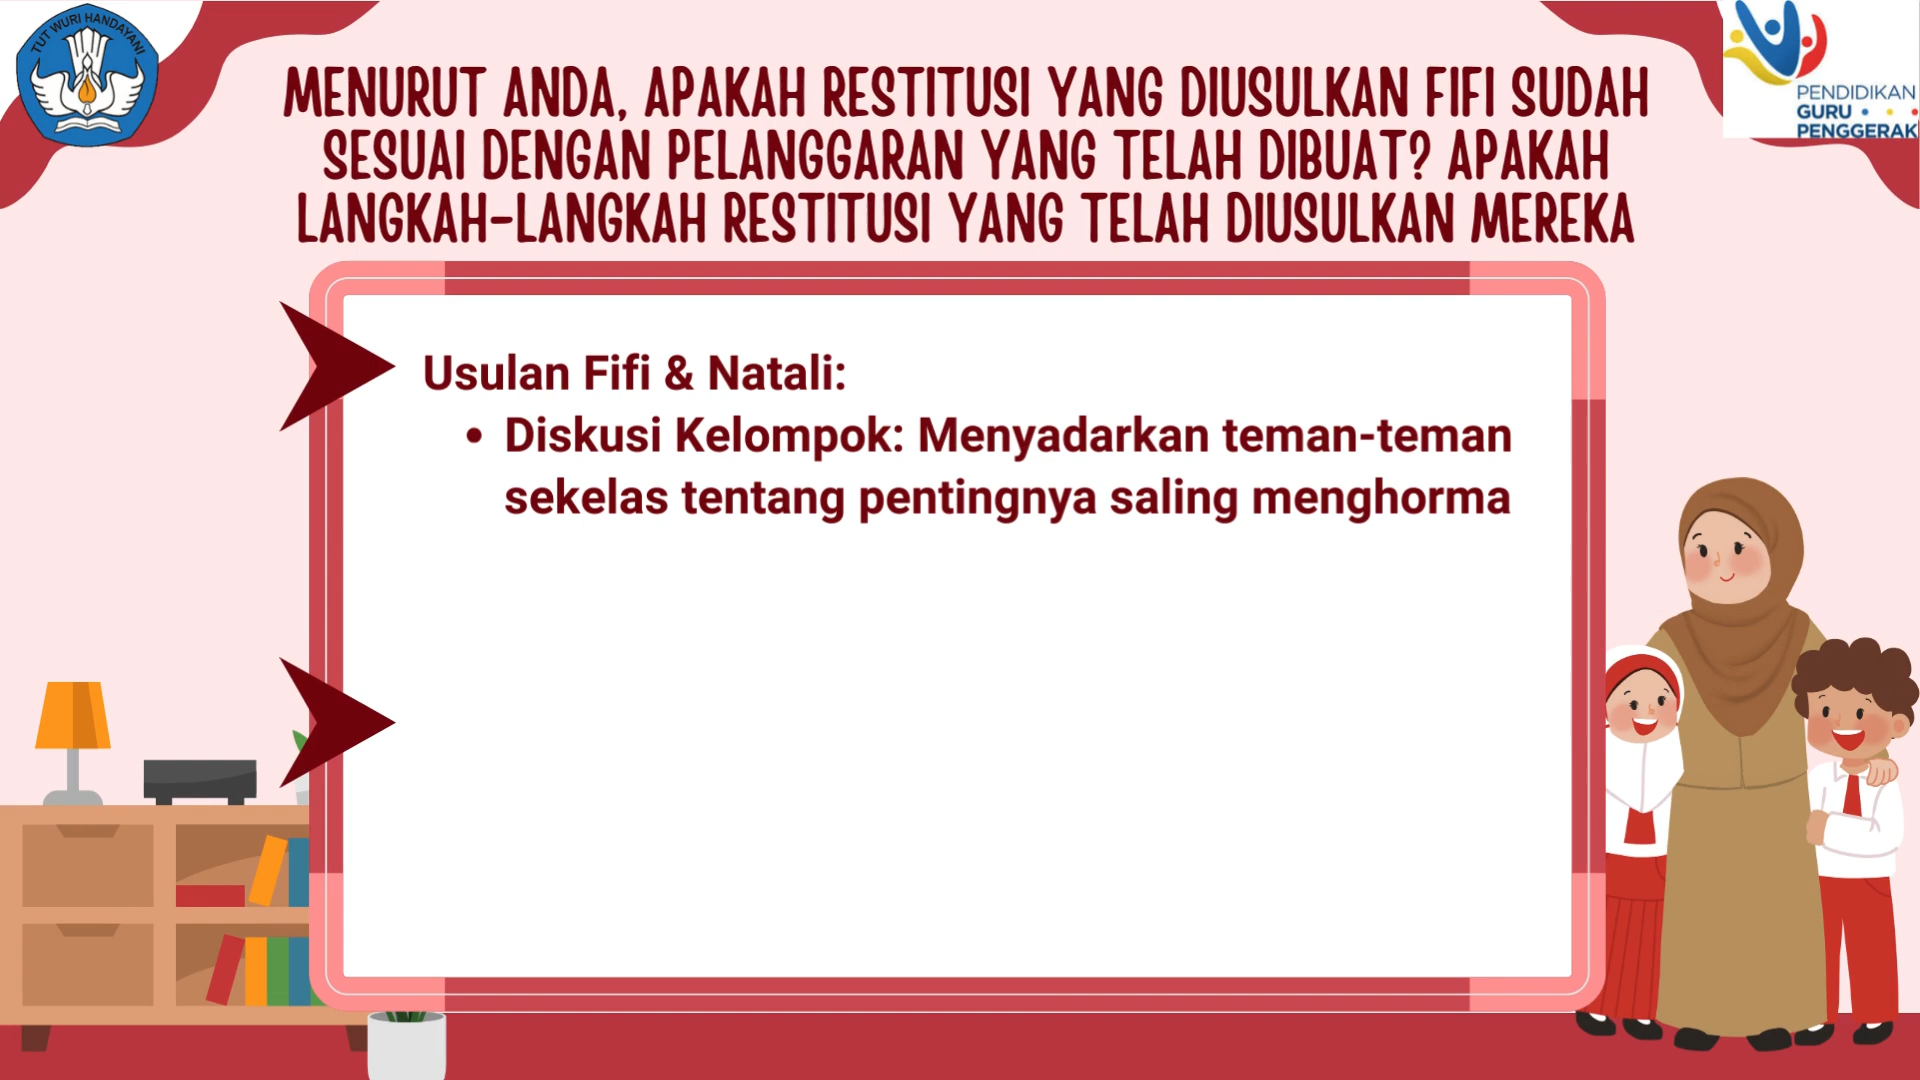 TUT WURI HANDAYANI
PENDIDIKAN
GURU
PENGGERAK
MENURUT ANDA, APAKAH RESTITUSI YANG DIUSULKAN FIFI SUDAH
SESUAI DENGAN PELANGGARAN YANG TELAH DIBUAT? APAKAH
LANGKAH-LANGKAH RESTITUSI YANG TELAH DIUSULKAN MEREKA
Usulan Fifi & Natali:
• Diskusi Kelompok: Menyadarkan teman-teman
sekelas tentang pentingnya saling menghorma